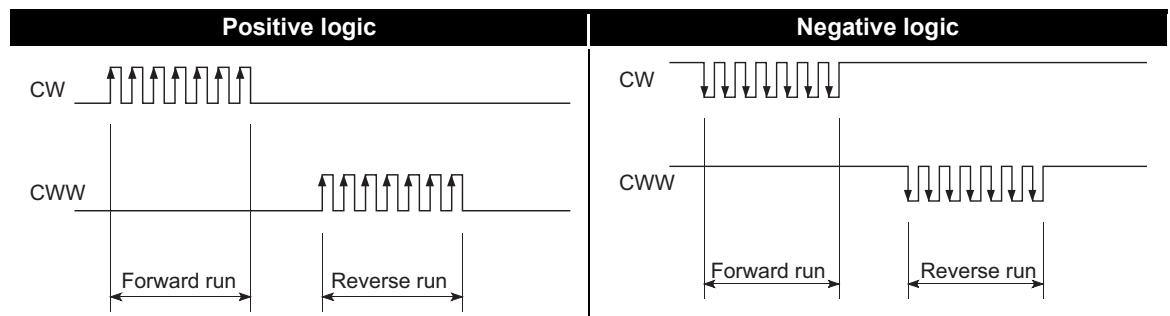 Positive logic
Negative logic
CW
CWW
Forward run
Reverse run
CW
CWW
Forward run
Reverse run